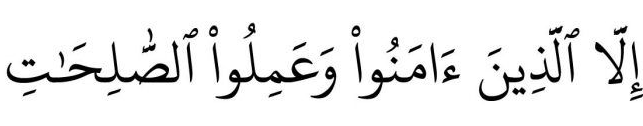 إِلَّا ٱلَّذِينَ ءَامَنُوا۟ وَعَمِلُوا۟ ٱلصَّٰلِحَٰتِ